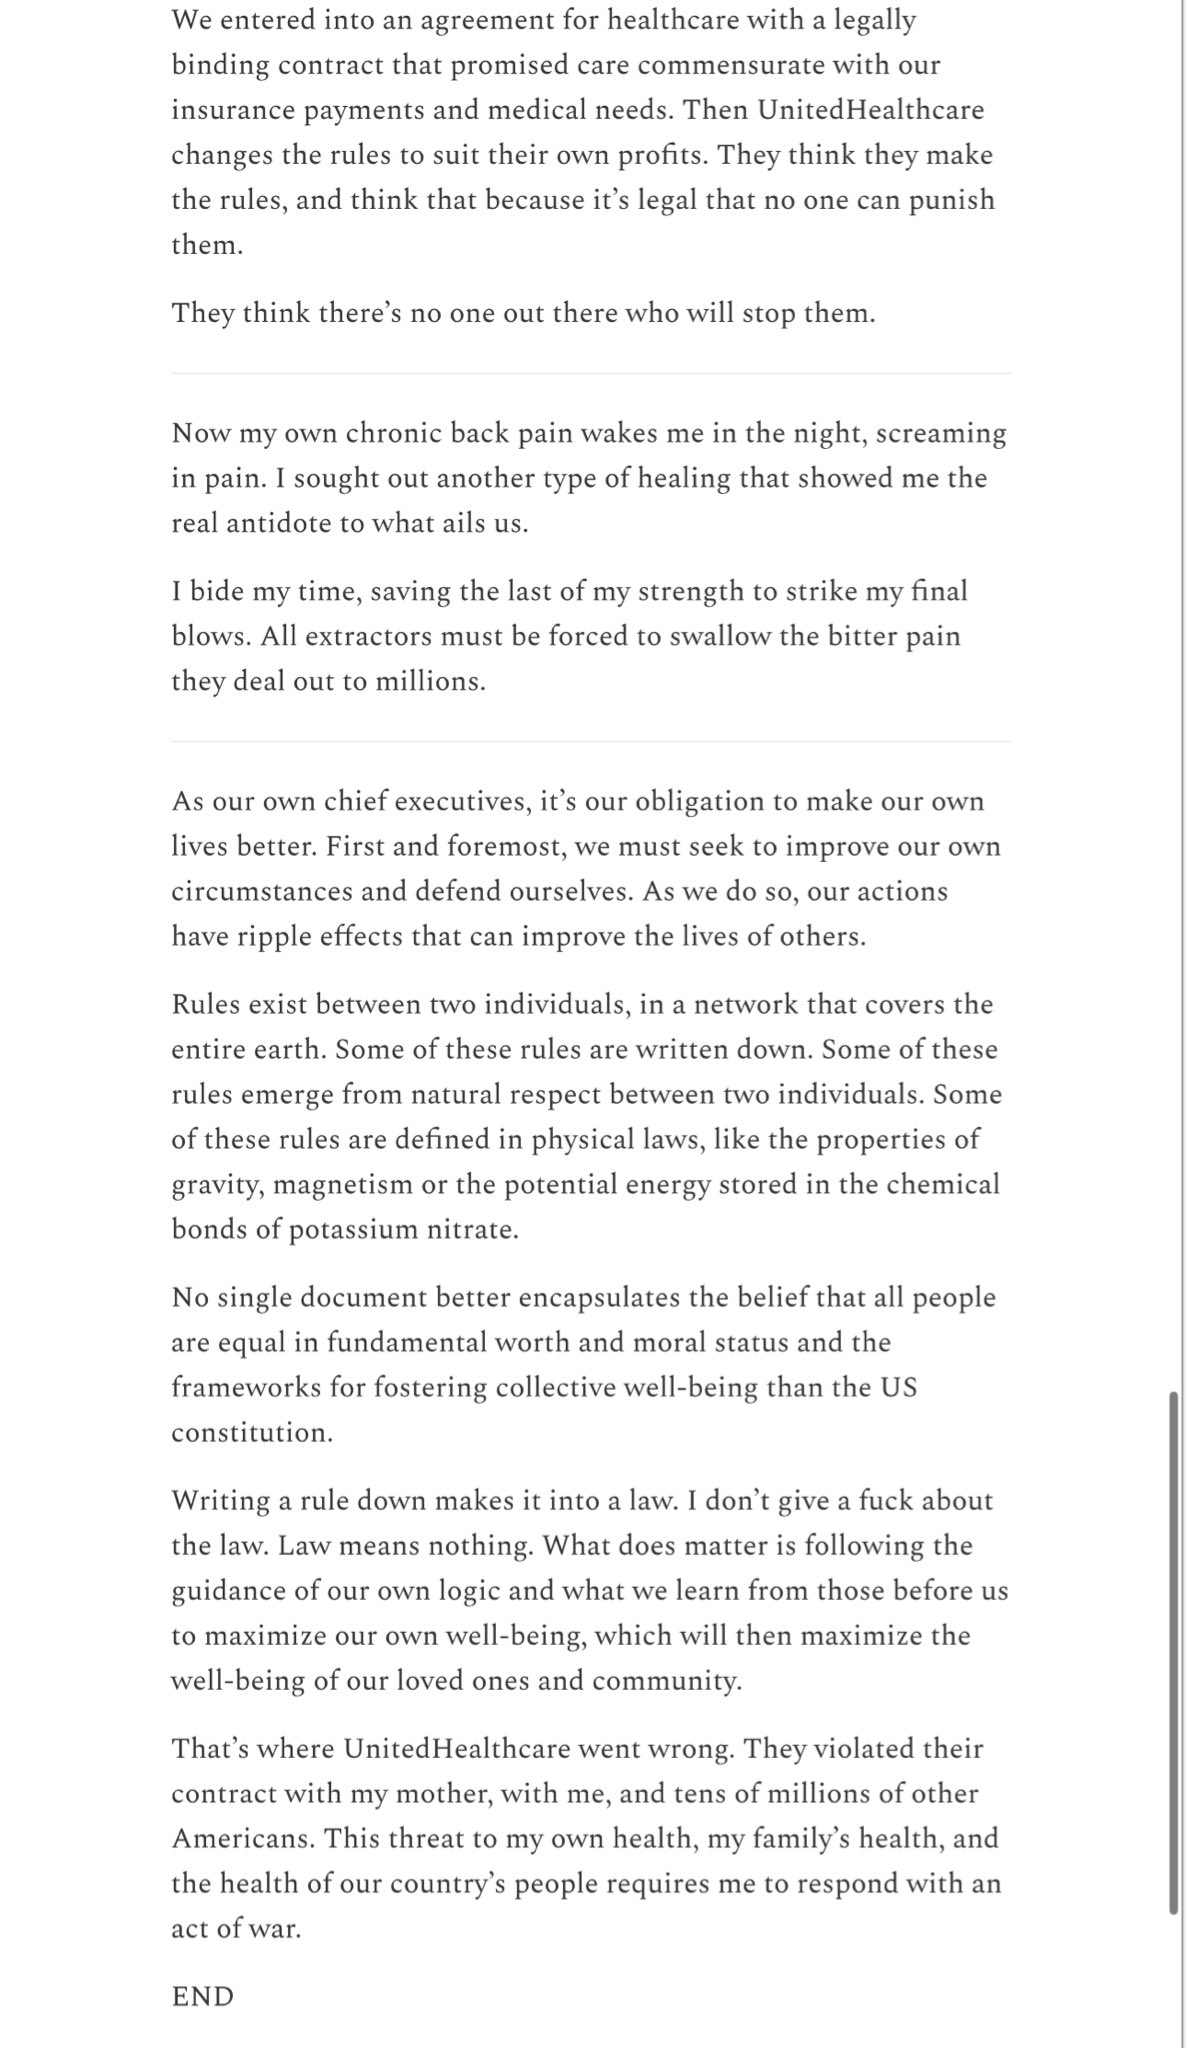 We entered into an agreement for healthcare with a legally
binding contract that promised care commensurate with our
insurance payments and medical needs. Then UnitedHealthcare
changes the rules to suit their own profits. They think they make
the rules, and think that because it’s legal that no one can punish
them.
They think there’s no one out there who will stop them.
Now my own chronic back pain wakes me in the night, screaming
in pain. I sought out another type of healing that showed me the
real antidote to what ails us.
I bide my time, saving the last of my strength to strike my final
blows. All extractors must be forced to swallow the bitter pain
they deal out to millions.
As our own chief executives, it’s our obligation to make our own
lives better. First and foremost, we must seek to improve our own
circumstances and defend ourselves. As we do so, our actions
have ripple effects that can improve the lives of others.
Rules exist between two individuals, in a network that covers the
entire earth. Some of these rules are written down. Some of these
rules emerge from natural respect between two individuals. Some
of these rules are defined in physical laws, like the properties of
gravity, magnetism or the potential energy stored in the chemical
bonds of potassium nitrate.
No single document better encapsulates the belief that all people
are equal in fundamental worth and moral status and the
frameworks for fostering collective well-being than the US
constitution.
Writing a rule down makes it into a law. I don’t give a fuck about
the law. Law means nothing. What does matter is following the
guidance of our own logic and what we learn from those before us
to maximize our own well-being, which will then maximize the
well-being of our loved ones and community.
That’s where UnitedHealthcare went wrong. They violated their
contract with my mother, with me, and tens of millions of other
Americans. This threat to my own health, my family’s health, and
the health of our country’s people requires me to respond with an
act of war.
END